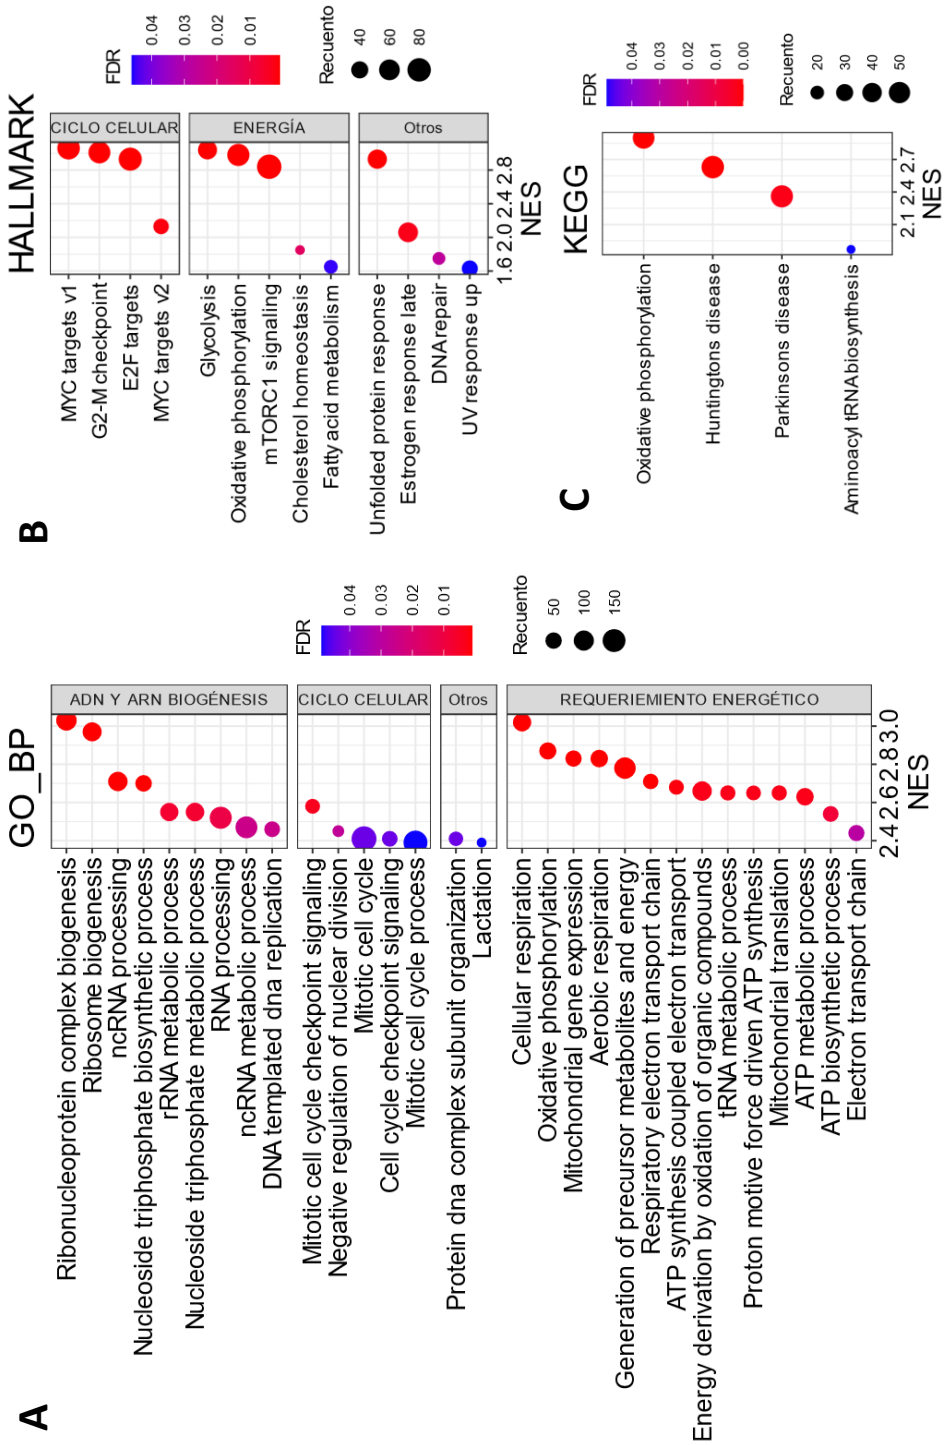 A
GO_BP
Ribonucleoprotein complex biogenesis
Ribosome biogenesis
ncRNA processing
Nucleoside triphosphate biosynthetic process
rRNA metabolic process
Nucleoside triphosphate metabolic process
RNA processing
ncRNA metabolic process
DNA templated dna replication
ADN Y ARN BIOGÉNESIS
Mitotic cell cycle checkpoint signaling
Negative regulation of nuclear division
Mitotic cell cycle
Cell cycle checkpoint signaling
Mitotic cell cycle process
CICLO CELULAR
Protein dna complex subunit organization
Lactation
Otros
Cellular respiration
Oxidative phosphorylation
Mitochondrial gene expression
Aerobic respiration
Generation of precursor metabolites and energy
Respiratory electron transport chain
ATP synthesis coupled electron transport
Energy derivation by oxidation of organic compounds
tRNA metabolic process
Proton motive force driven ATP synthesis
Mitochondrial translation
ATP metabolic process
ATP biosynthetic process
Electron transport chain
REQUERIEMIENTO ENERGÉTICO
2.4 2.6 2.8 3.0
NES
FDR
0.04
0.03
0.02
0.01
Recuento
50
100
150
B
HALLMARK
MYC targets v1
G2-M checkpoint
E2F targets
MYC targets v2
CICLO CELULAR
Glycolysis
Oxidative phosphorylation
mTORC1 signaling
Cholesterol homeostasis
Fatty acid metabolism
ENERGÍA
Unfolded protein response
Estrogen response late
DNA repair
UV response up
Otros
1.6 2.0 2.4 2.8
NES
FDR
0.04
0.03
0.02
0.01
Recuento
40
60
80
C
KEGG
Oxidative phosphorylation
Huntingtons disease
Parkinsons disease
Aminoacyl tRNA biosynthesis
2.1 2.4 2.7
NES
FDR
0.04
0.03
0.02
0.01
0.00
Recuento
20
30
40
50